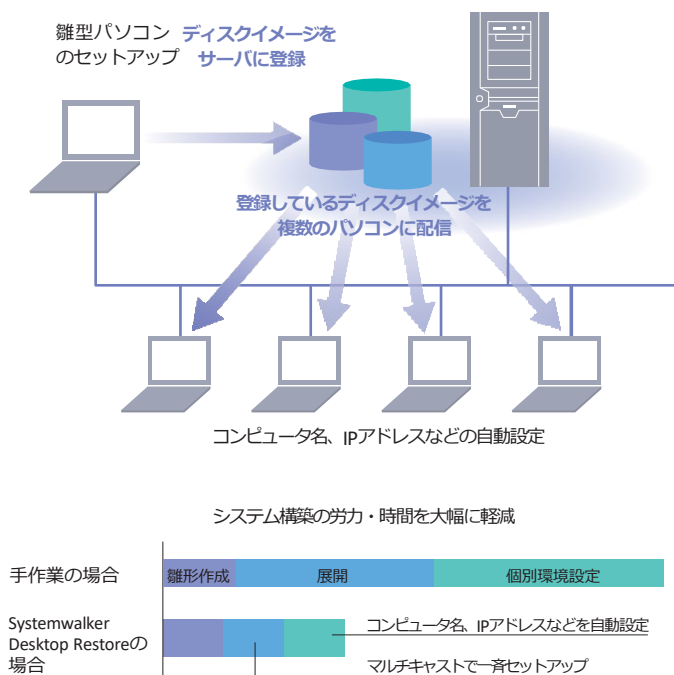 雛型パソコン
のセットアップ
ディスクイメージを
サーバに登録
登録しているディスクイメージを
複数のパソコンに配信
コンピュータ名、IPアドレスなどの自動設定
システム構築の労力・時間を大幅に軽減
手作業の場合
雛形作成
展開
個別環境設定
Systemwalker
Desktop Restoreの
場合
コンピュータ名、IPアドレスなどを自動設定
マルチキャストで一斉セットアップ